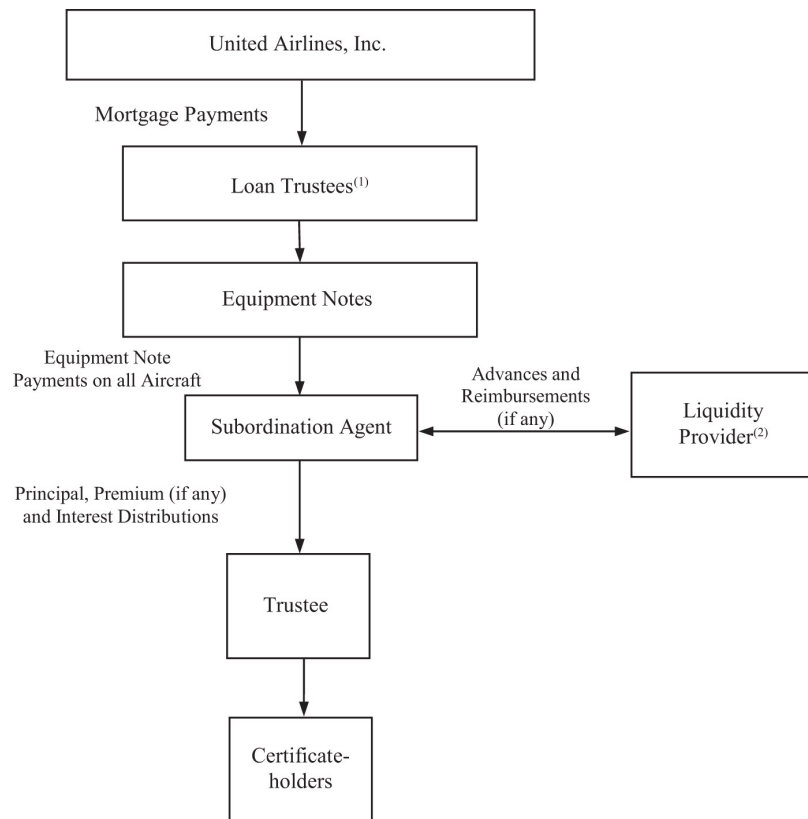 United Airlines, Inc.
Mortgage Payments
Loan Trustees(1)
Equipment Notes
Equipment Note
Payments on all Aircraft
Subordination Agent
Advances and
Reimbursements
(if any)
Liquidity
Provider(2)
Principal, Premium (if any)
and Interest Distributions
Trustee
Certificate-
holders